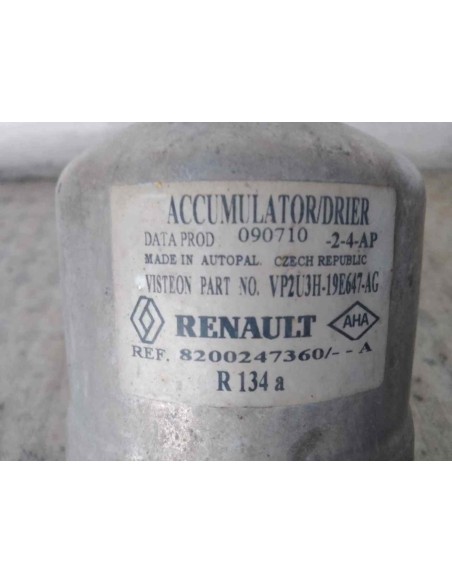 ACCUMULATOR/DRIER
DATA PROD 090710 -2-4-AP
MADE IN AUTOPAL. CZECH REPUBLIC
VISTEON PART NO. VP2U3H-19E647-AG
RENAULT AHA
REF. 8200247360/--A
R 134 a